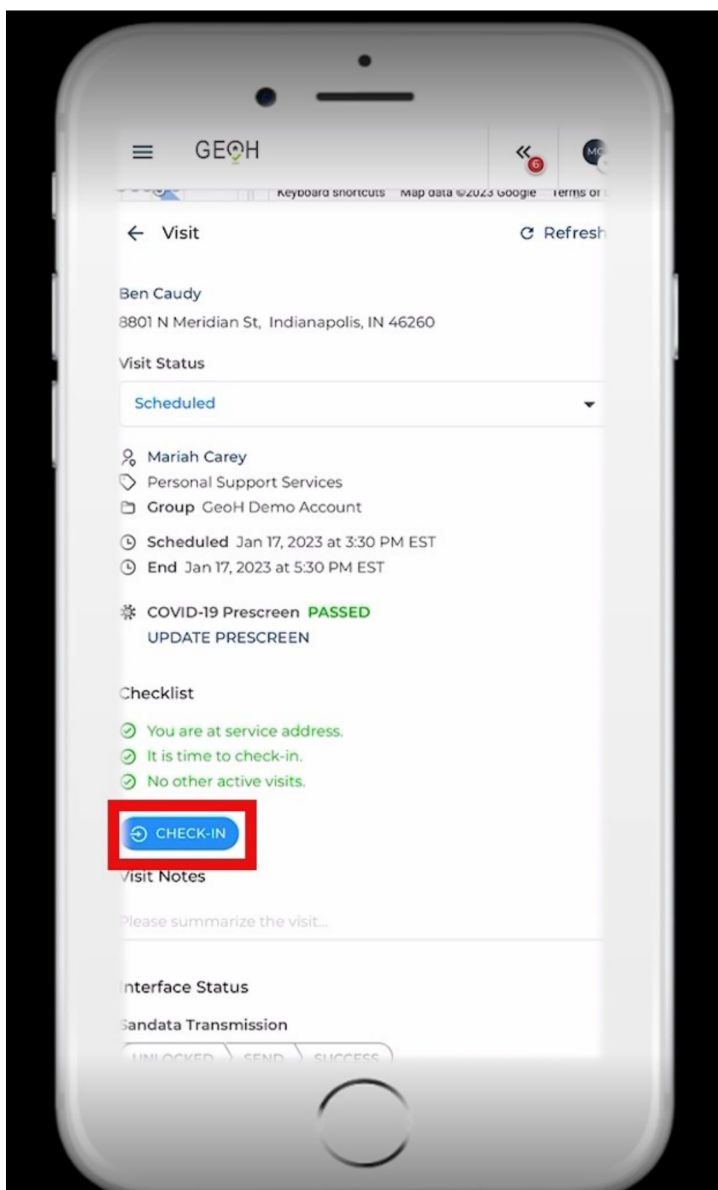 GEOH
6
Keyboard shortcuts Map data ©2023 Google Terms of
Visit
Refresh
Ben Caudy
8801 N Meridian St, Indianapolis, IN 46260
Visit Status
Scheduled
Mariah Carey
Personal Support Services
Group GeoH Demo Account
Scheduled Jan 17, 2023 at 3:30 PM EST
End Jan 17, 2023 at 5:30 PM EST
COVID-19 Prescreen PASSED
UPDATE PRESCREEN
Checklist
You are at service address.
It is time to check-in.
No other active visits.
CHECK-IN
Visit Notes
Please summarize the visit...
Interface Status
Sandata Transmission
UNLOCKED SEND SUCCESS